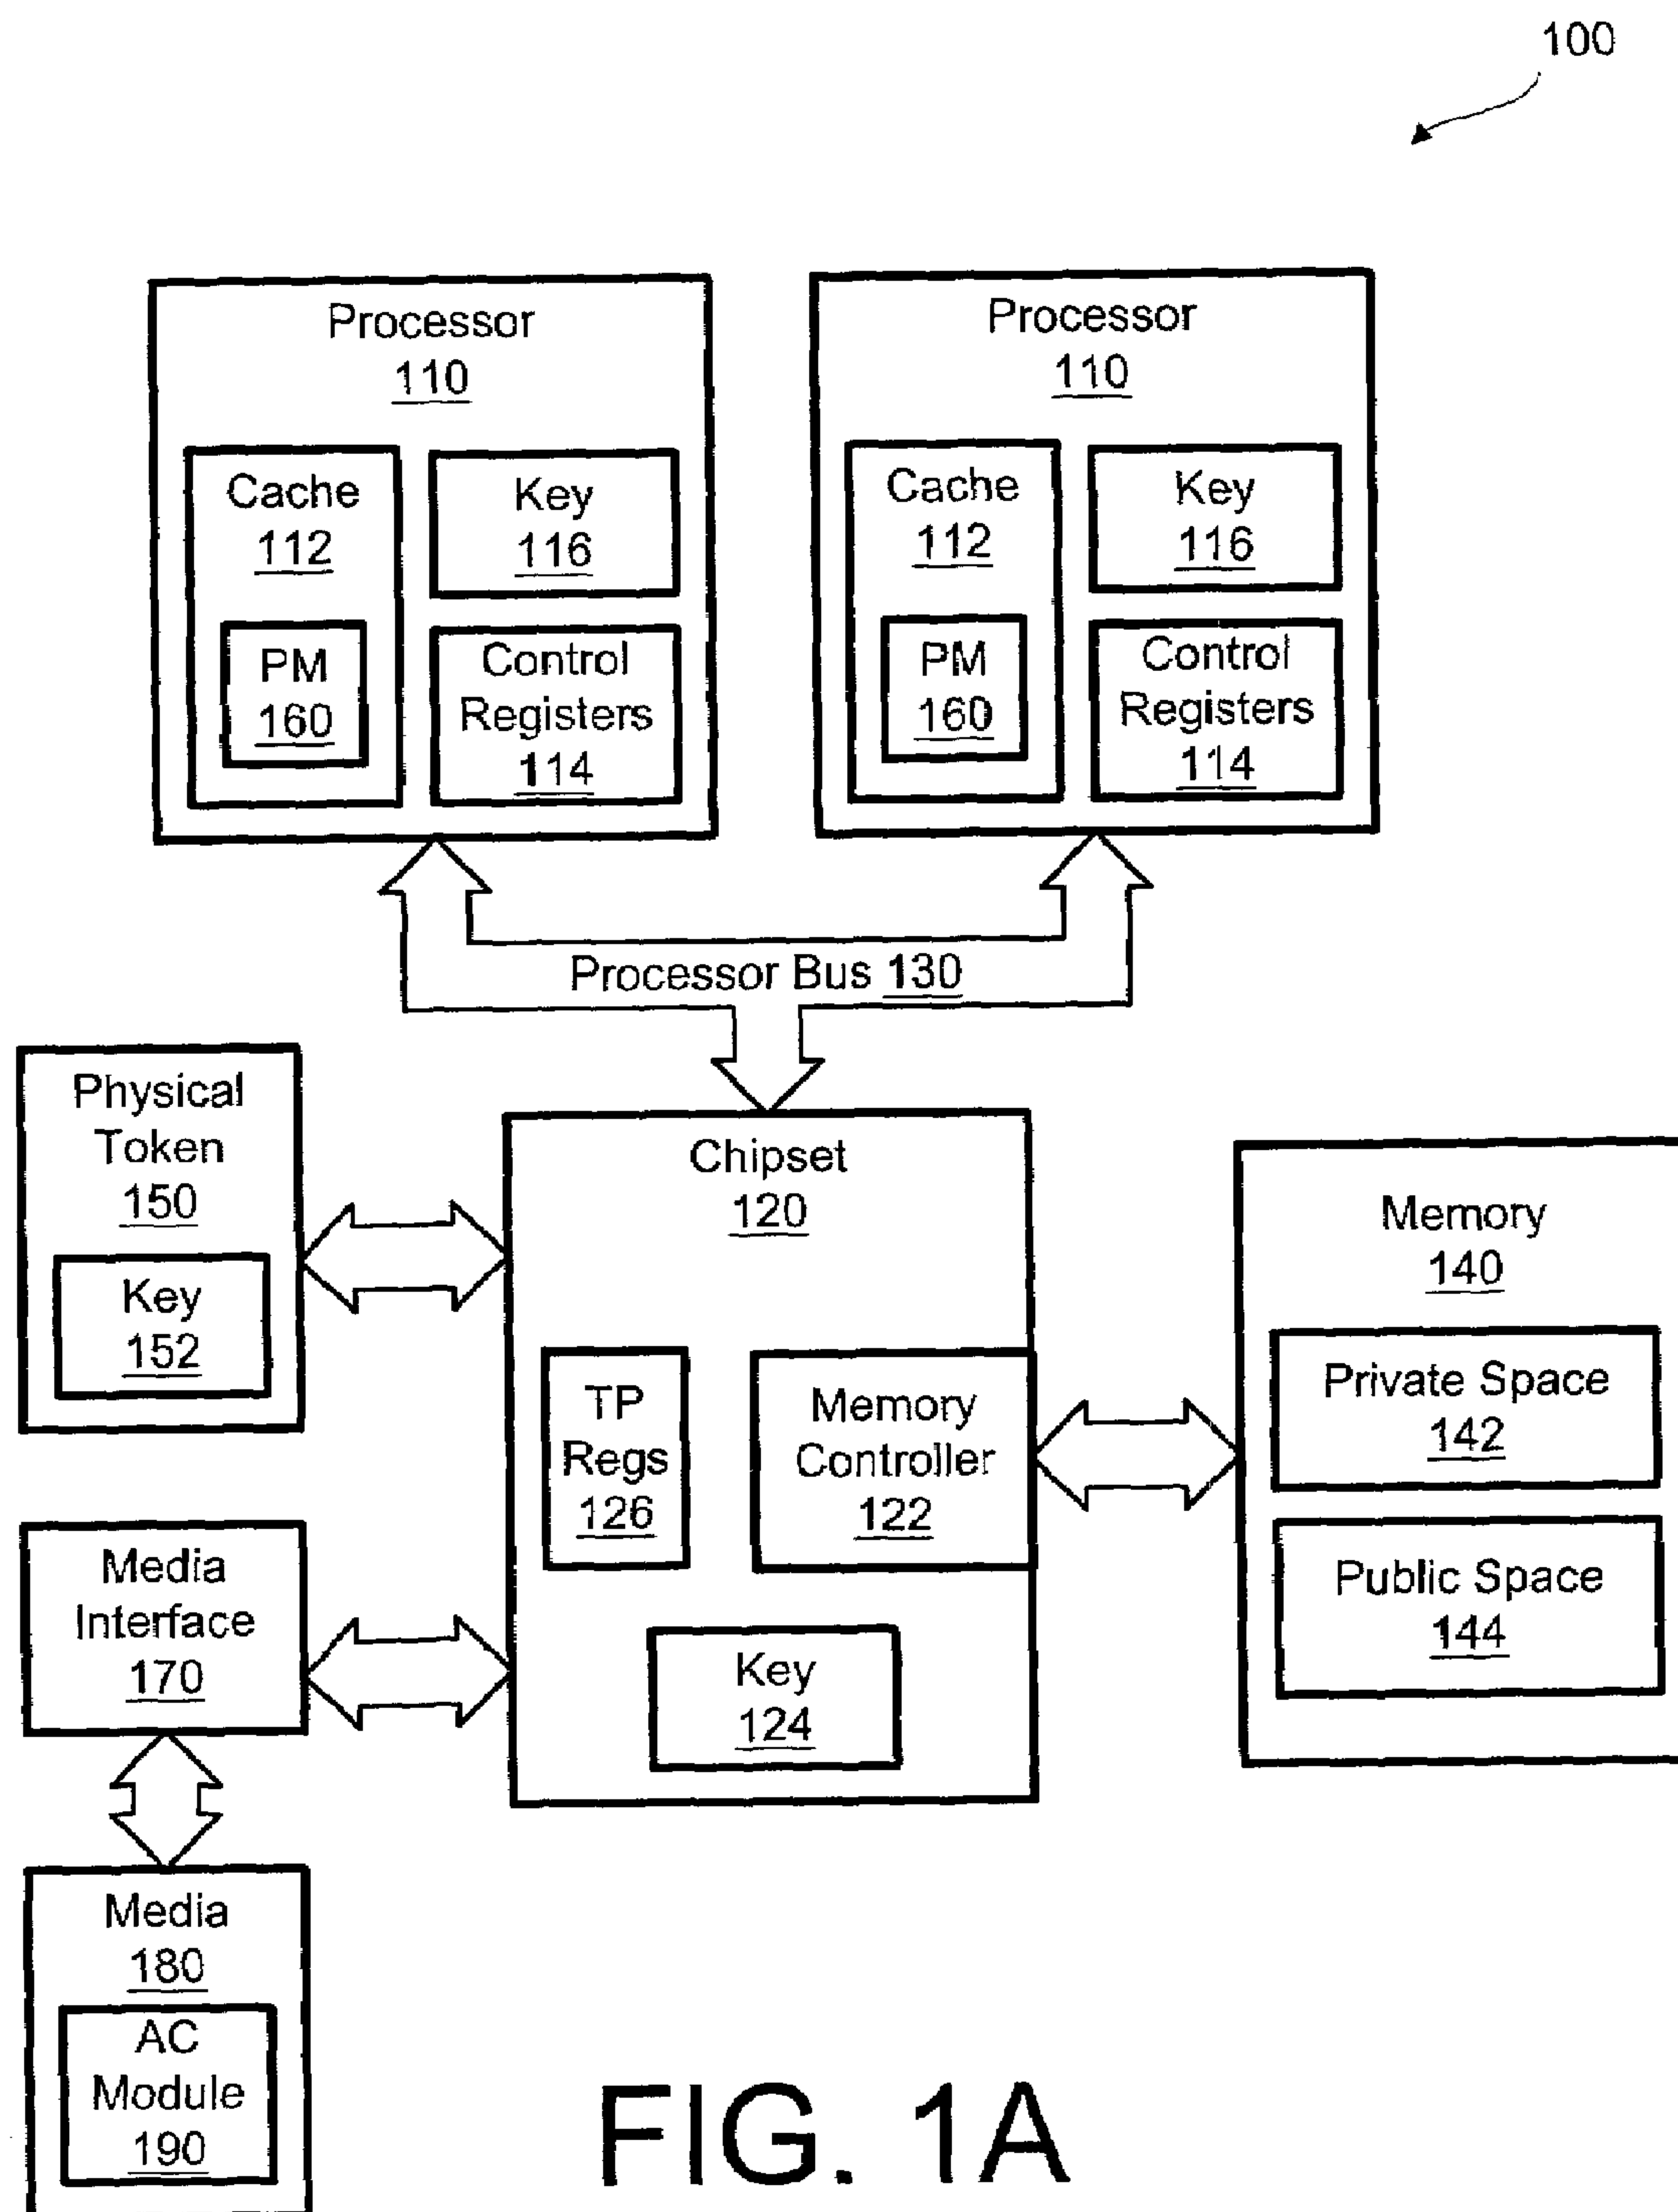 100
Processor
110
Cache
112
PM
160
Key
116
Control
Registers
114
Processor
110
Cache
112
PM
160
Key
116
Control
Registers
114
Processor Bus 130
Physical
Token
150
Key
152
Chipset
120
TP
Regs
126
Memory
Controller
122
Key
124
Memory
140
Private Space
142
Public Space
144
Media
Interface
170
Media
180
AC
Module
190
FIG. 1A